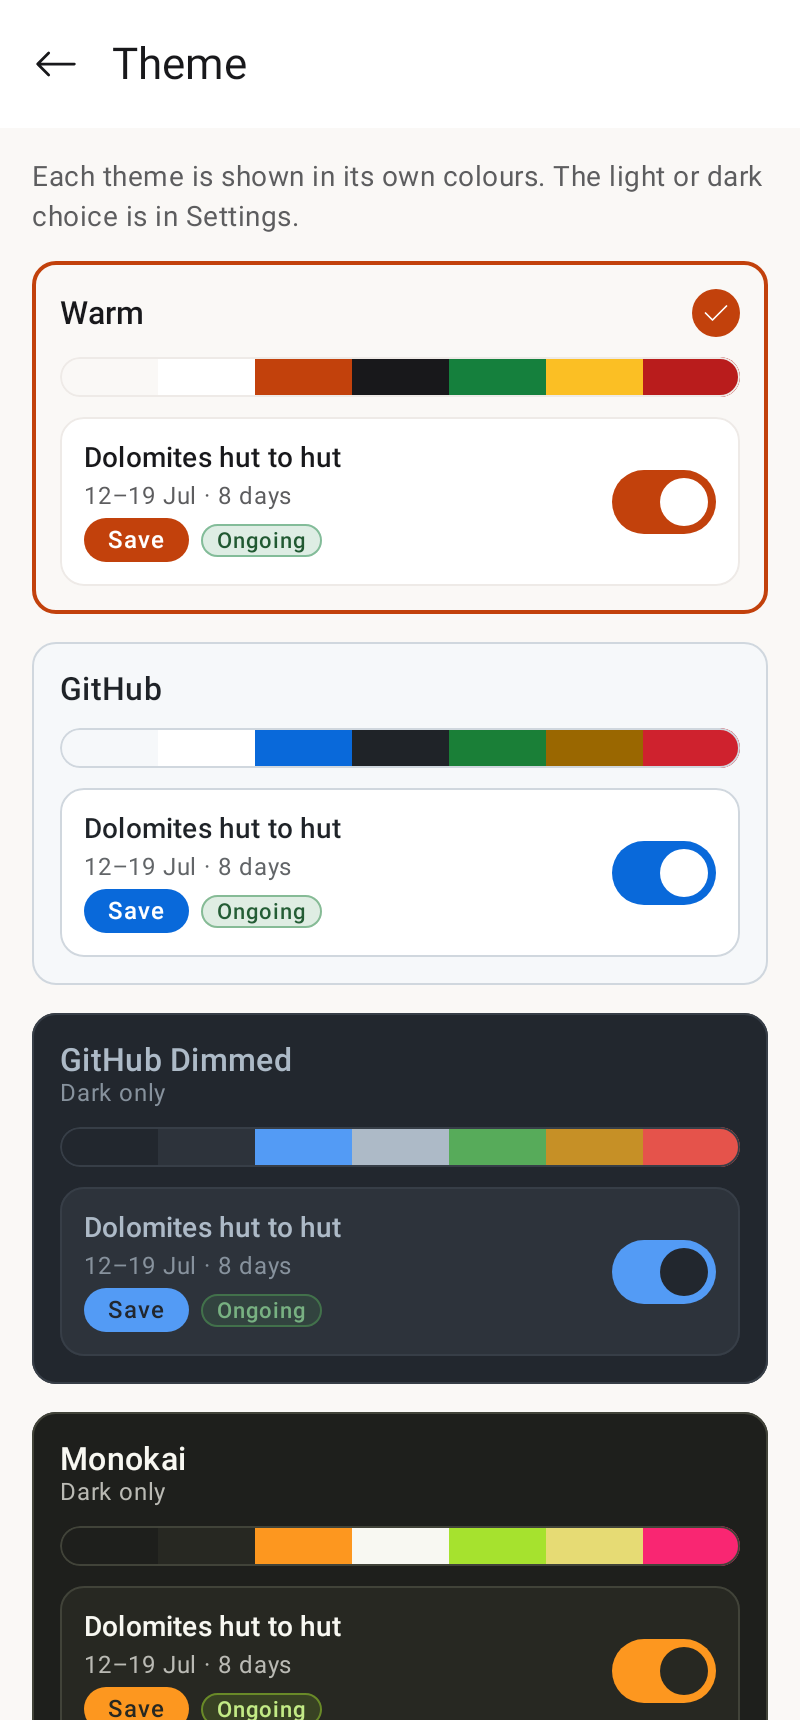 Theme
Each theme is shown in its own colours. The light or dark
choice is in Settings.
Warm
Dolomites hut to hut
12–19 Jul · 8 days
Save
Ongoing
GitHub
Dolomites hut to hut
12–19 Jul · 8 days
Save
Ongoing
GitHub Dimmed
Dark only
Dolomites hut to hut
12–19 Jul · 8 days
Save
Ongoing
Monokai
Dark only
Dolomites hut to hut
12–19 Jul · 8 days
Save
Ongoing